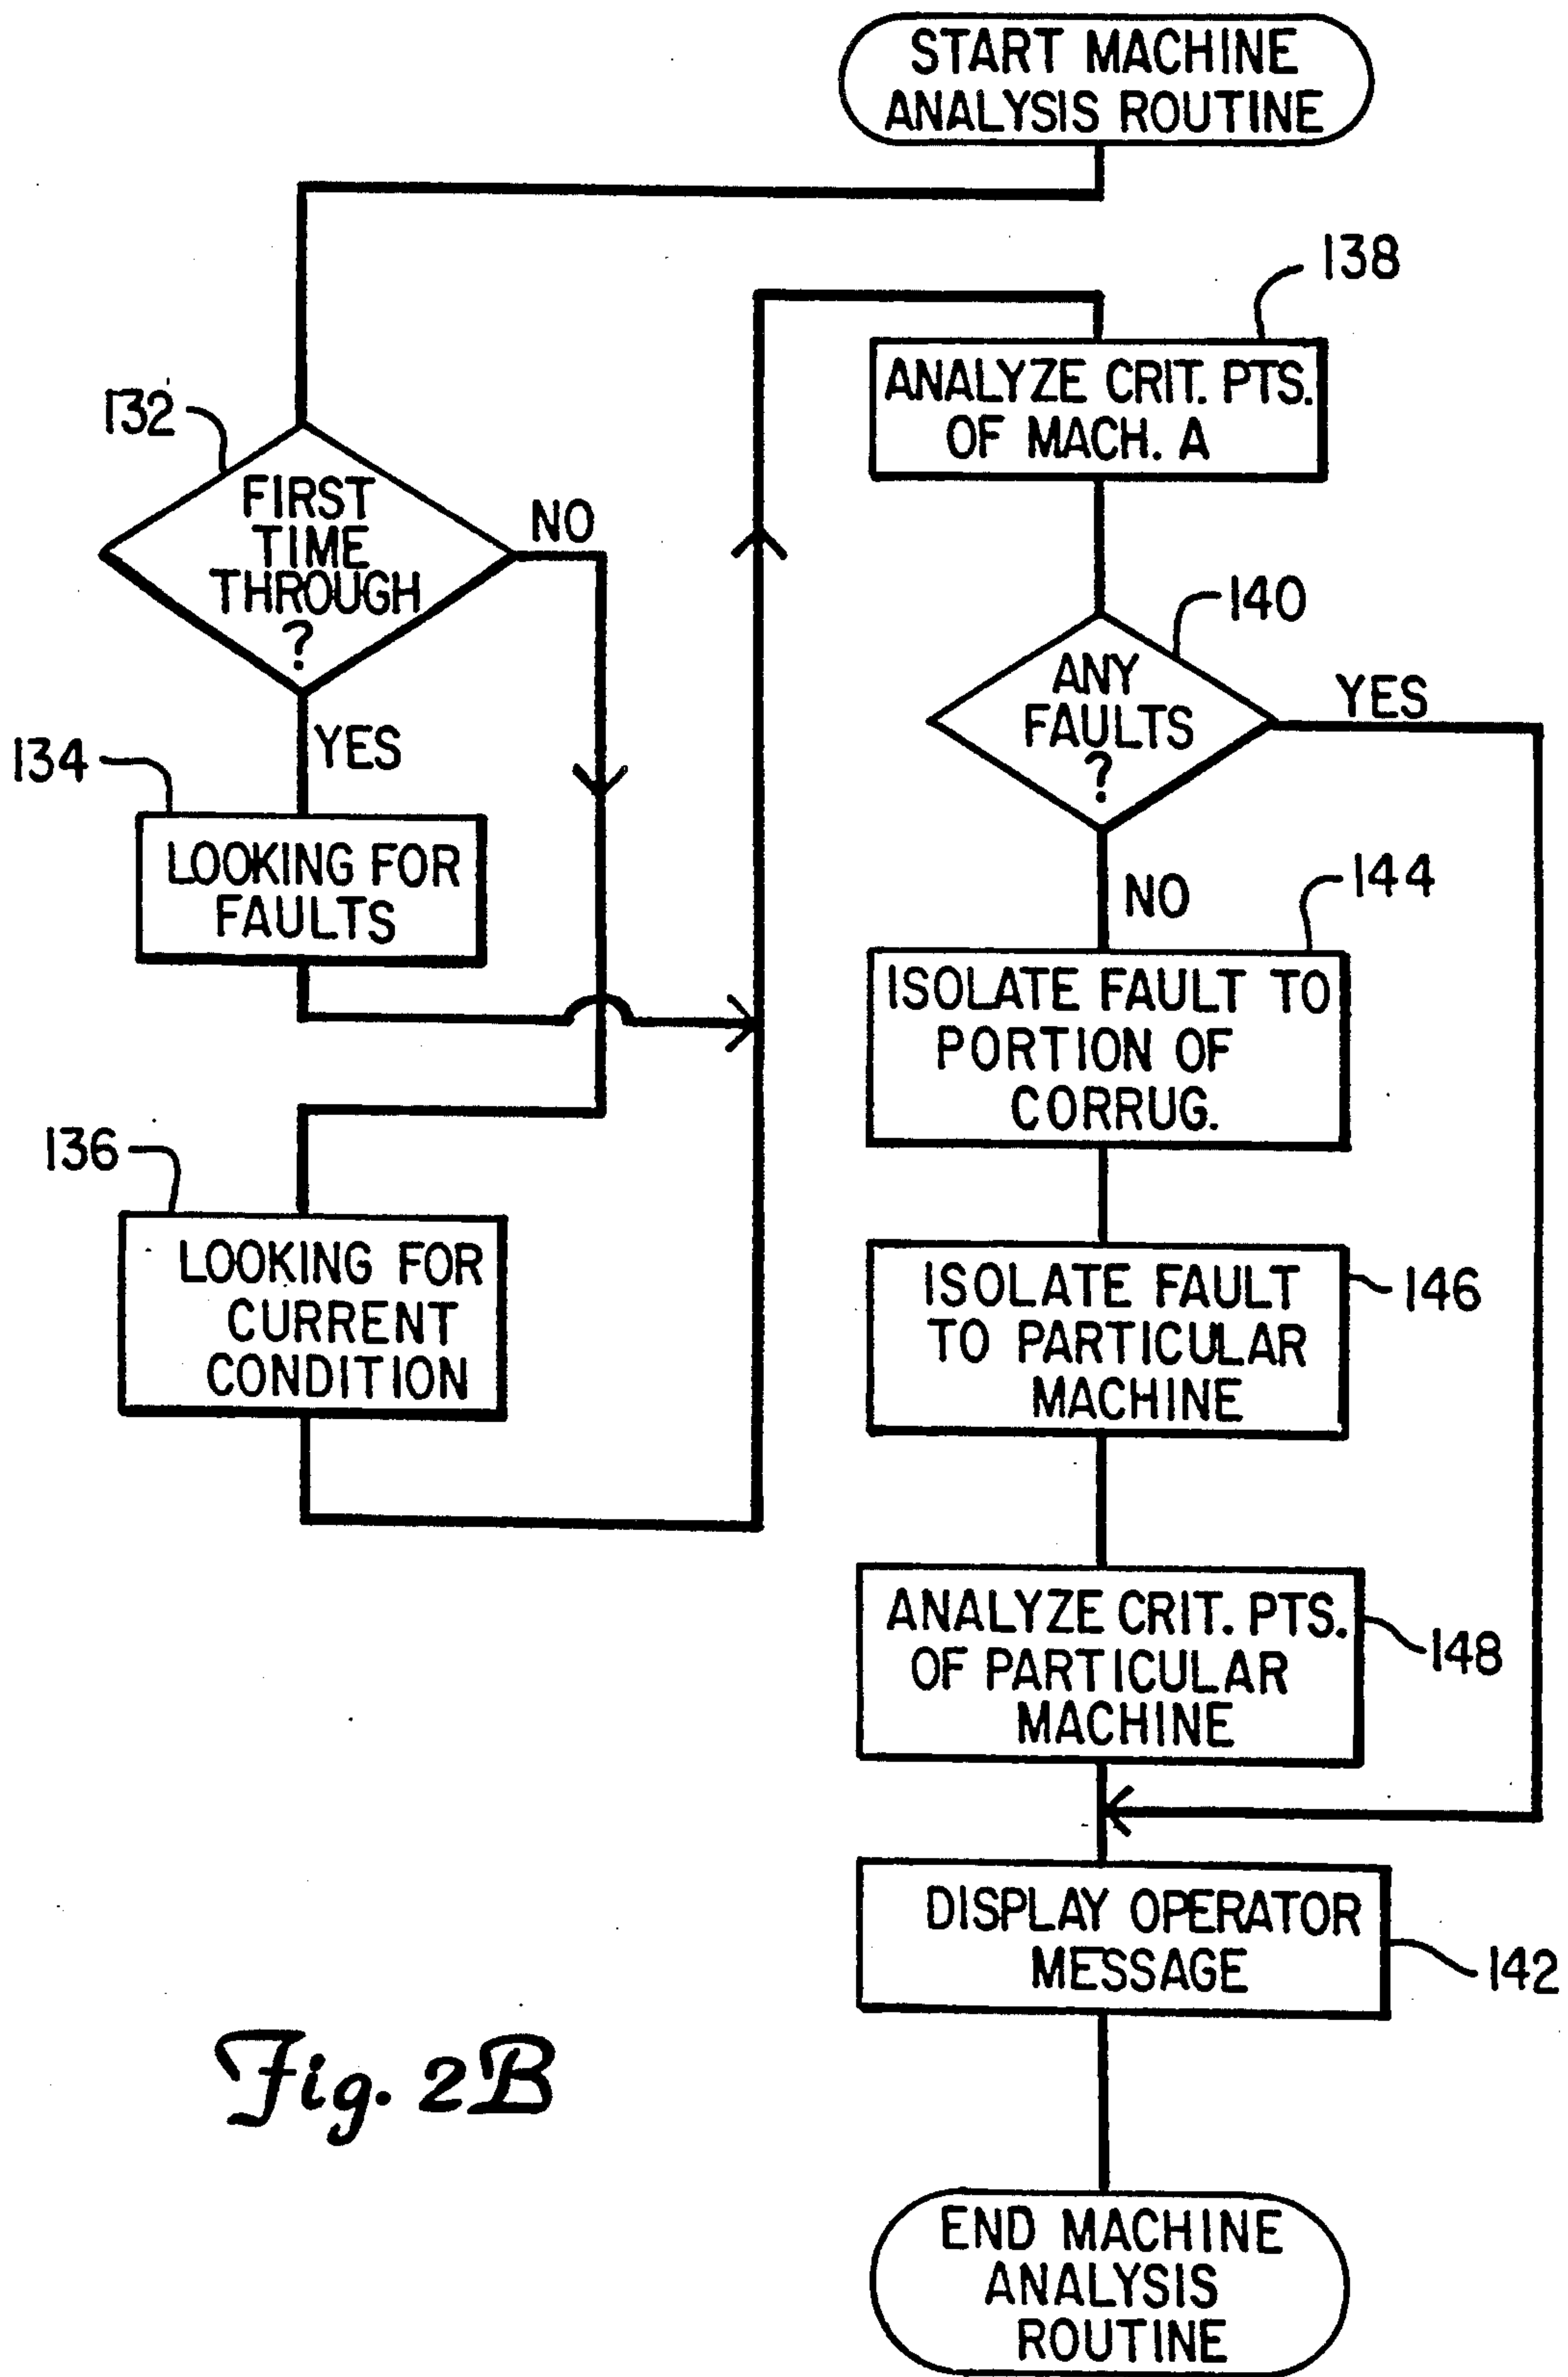 START MACHINE
ANALYSIS ROUTINE
132
FIRST
TIME
THROUGH
?
NO
YES
134
LOOKING FOR
FAULTS
136
LOOKING FOR
CURRENT
CONDITION
138
ANALYZE CRIT. PTS.
OF MACH. A
140
ANY
FAULTS
?
YES
NO
144
ISOLATE FAULT TO
PORTION OF
CORRUG.
146
ISOLATE FAULT
TO PARTICULAR
MACHINE
148
ANALYZE CRIT. PTS.
OF PARTICULAR
MACHINE
142
DISPLAY OPERATOR
MESSAGE
END MACHINE
ANALYSIS
ROUTINE
Fig. 2B